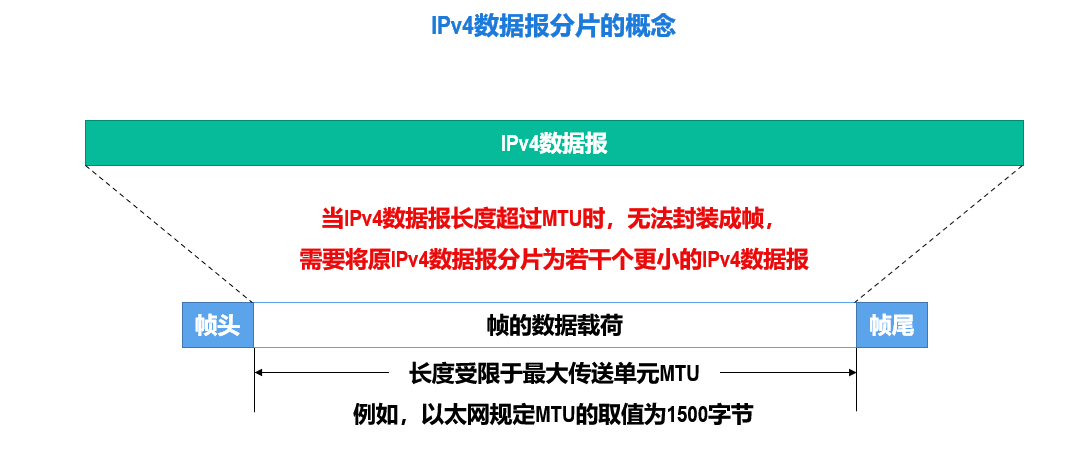 IPv4数据报分片的概念
IPv4数据报
当IPv4数据报长度超过MTU时，无法封装成帧，
需要将原IPv4数据报分片为若干个更小的IPv4数据报
帧头 帧的数据载荷 帧尾
长度受限于最大传送单元MTU
例如，以太网规定MTU的取值为1500字节